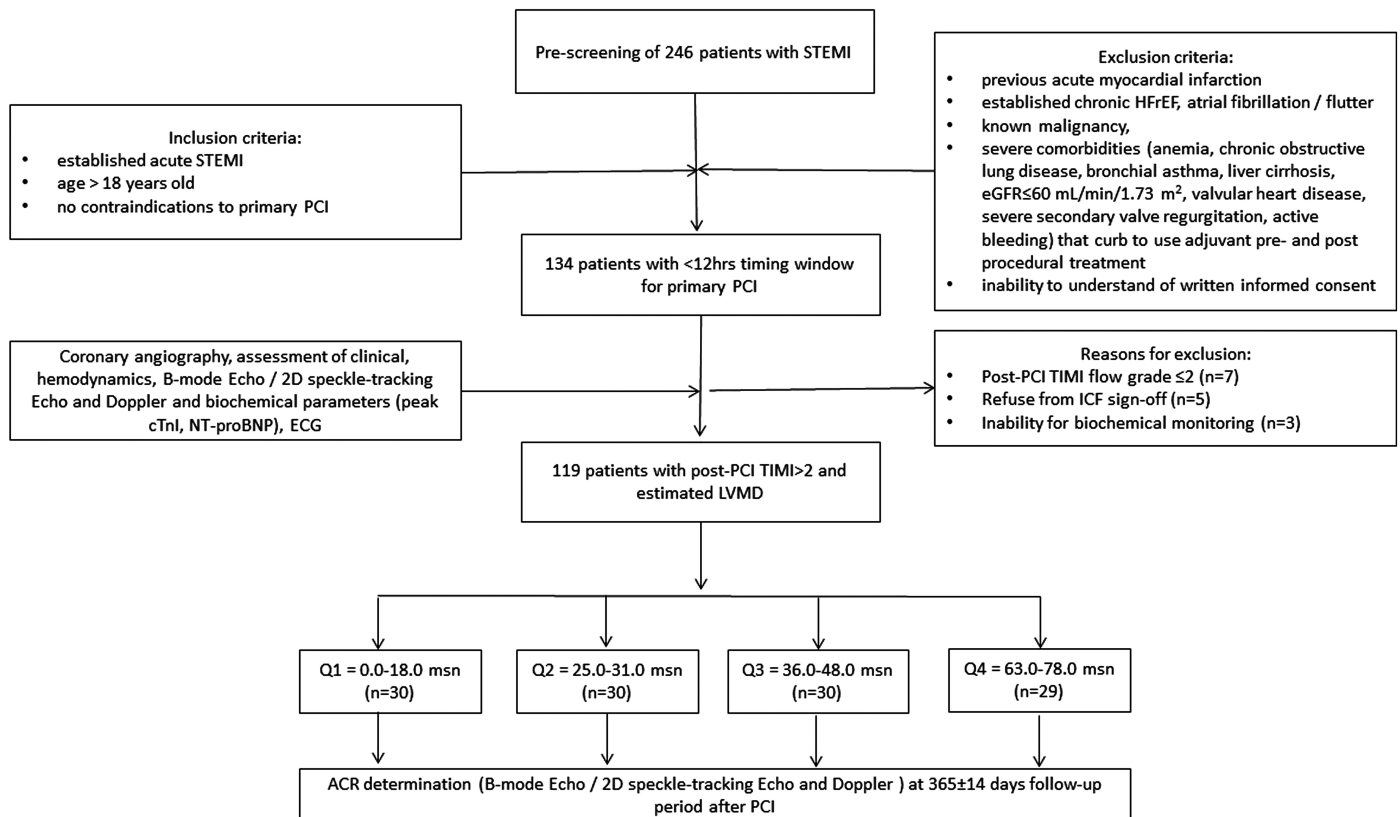 Pre-screening of 246 patients with STEMI
Inclusion criteria:
• established acute STEMI
• age > 18 years old
• no contraindications to primary PCI
Exclusion criteria:
• previous acute myocardial infarction
• established chronic HFrEF, atrial fibrillation / flutter
• known malignancy,
• severe comorbidities (anemia, chronic obstructive
lung disease, bronchial asthma, liver cirrhosis,
eGFR≤60 mL/min/1.73 m², valvular heart disease,
severe secondary valve regurgitation, active
bleeding) that curb to use adjuvant pre- and post
procedural treatment
• inability to understand of written informed consent
134 patients with <12hrs timing window
for primary PCI
Coronary angiography, assessment of clinical,
hemodynamics, B-mode Echo / 2D speckle-tracking
Echo and Doppler and biochemical parameters (peak
cTnI, NT-proBNP), ECG
Reasons for exclusion:
• Post-PCI TIMI flow grade ≤2 (n=7)
• Refuse from ICF sign-off (n=5)
• Inability for biochemical monitoring (n=3)
119 patients with post-PCI TIMI>2 and
estimated LVMD
Q1 = 0.0-18.0 msn
(n=30)
Q2 = 25.0-31.0 msn
(n=30)
Q3 = 36.0-48.0 msn
(n=30)
Q4 = 63.0-78.0 msn
(n=29)
ACR determination (B-mode Echo / 2D speckle-tracking Echo and Doppler ) at 365±14 days follow-up
period after PCI